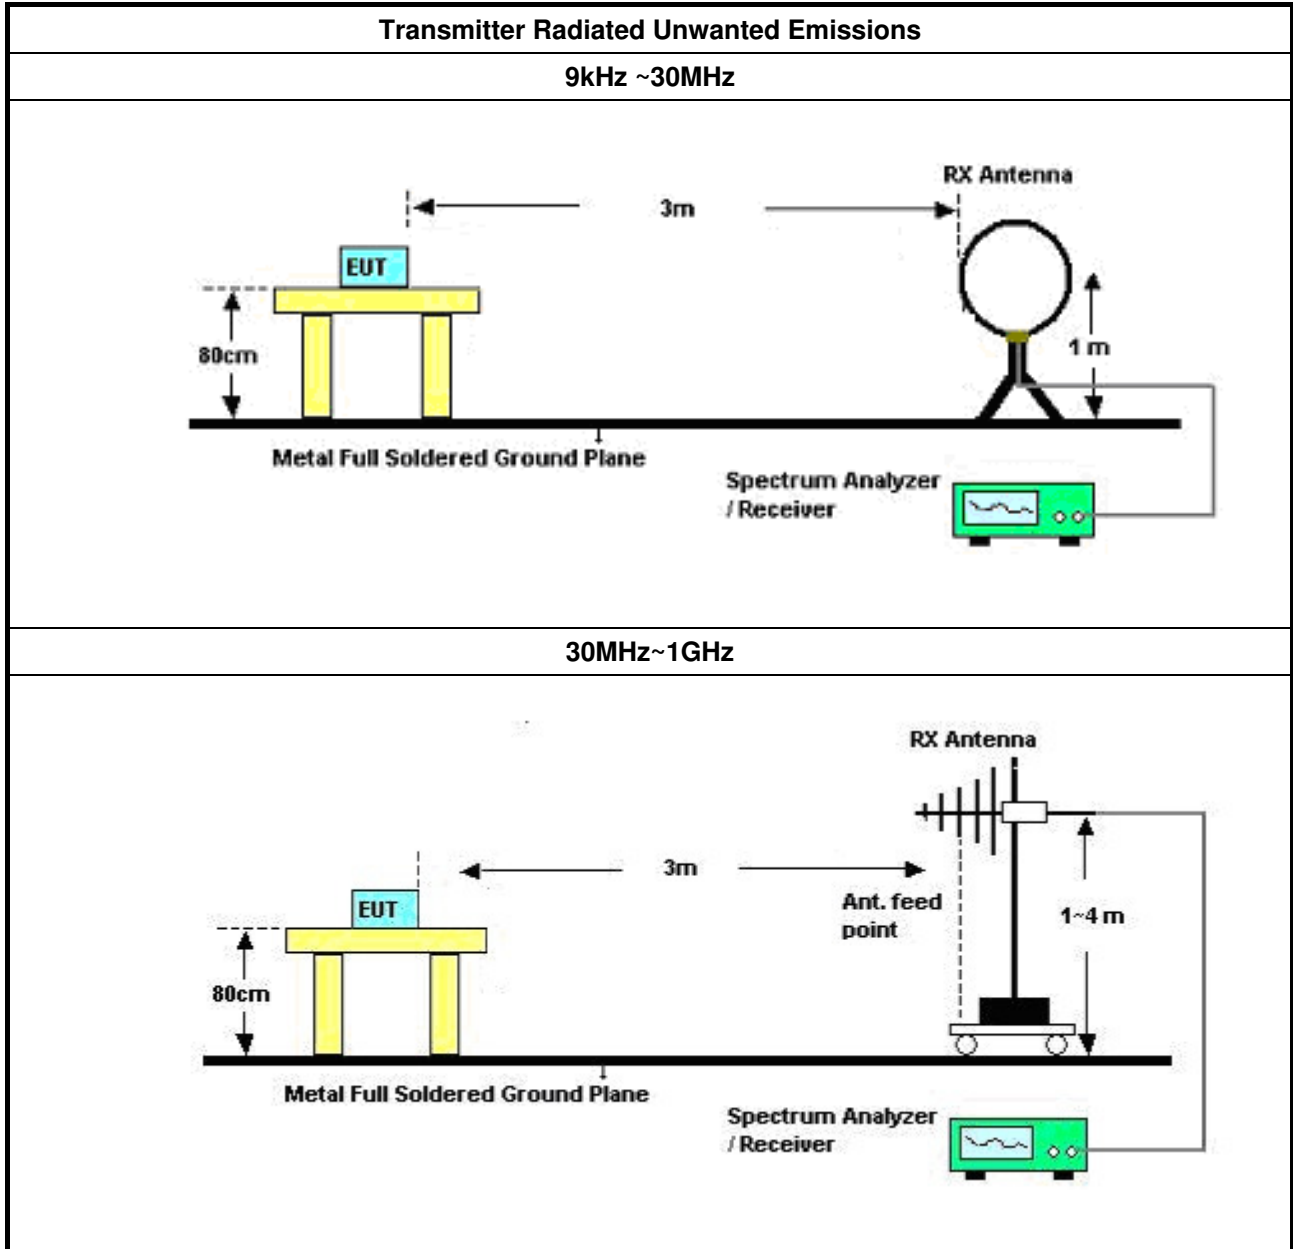 Transmitter Radiated Unwanted Emissions
9kHz ~30MHz
RX Antenna
3m
EUT
80cm
1 m
Metal Full Soldered Ground Plane
Spectrum Analyzer
/ Receiver
30MHz~1GHz
RX Antenna
3m
Ant. feed
point
EUT
1~4 m
80cm
Metal Full Soldered Ground Plane
Spectrum Analyzer
/ Receiver